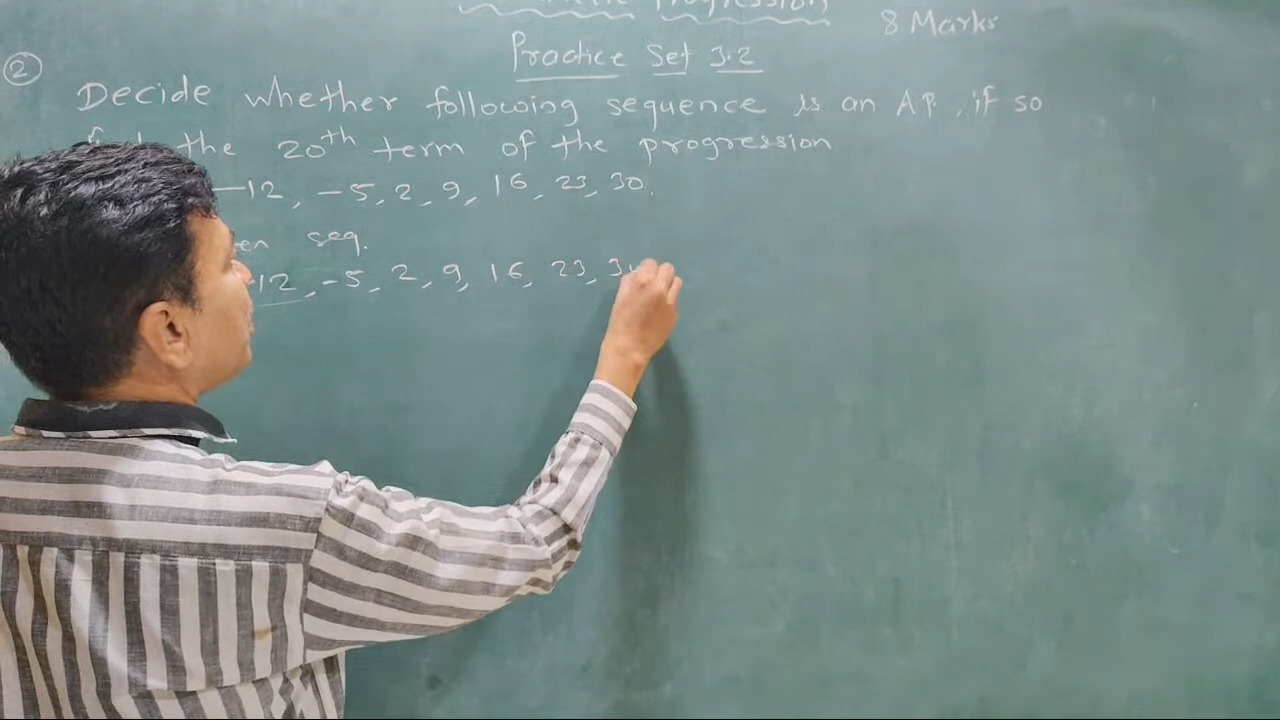 Progression
8 Marks
Practice Set 3.2
②
Decide whether following sequence is an A.P., if so
the 20th term of the progression
-12, -5, 2, 9, 16, 23, 30.
seq.
-12, -5, 2, 9, 16, 23,